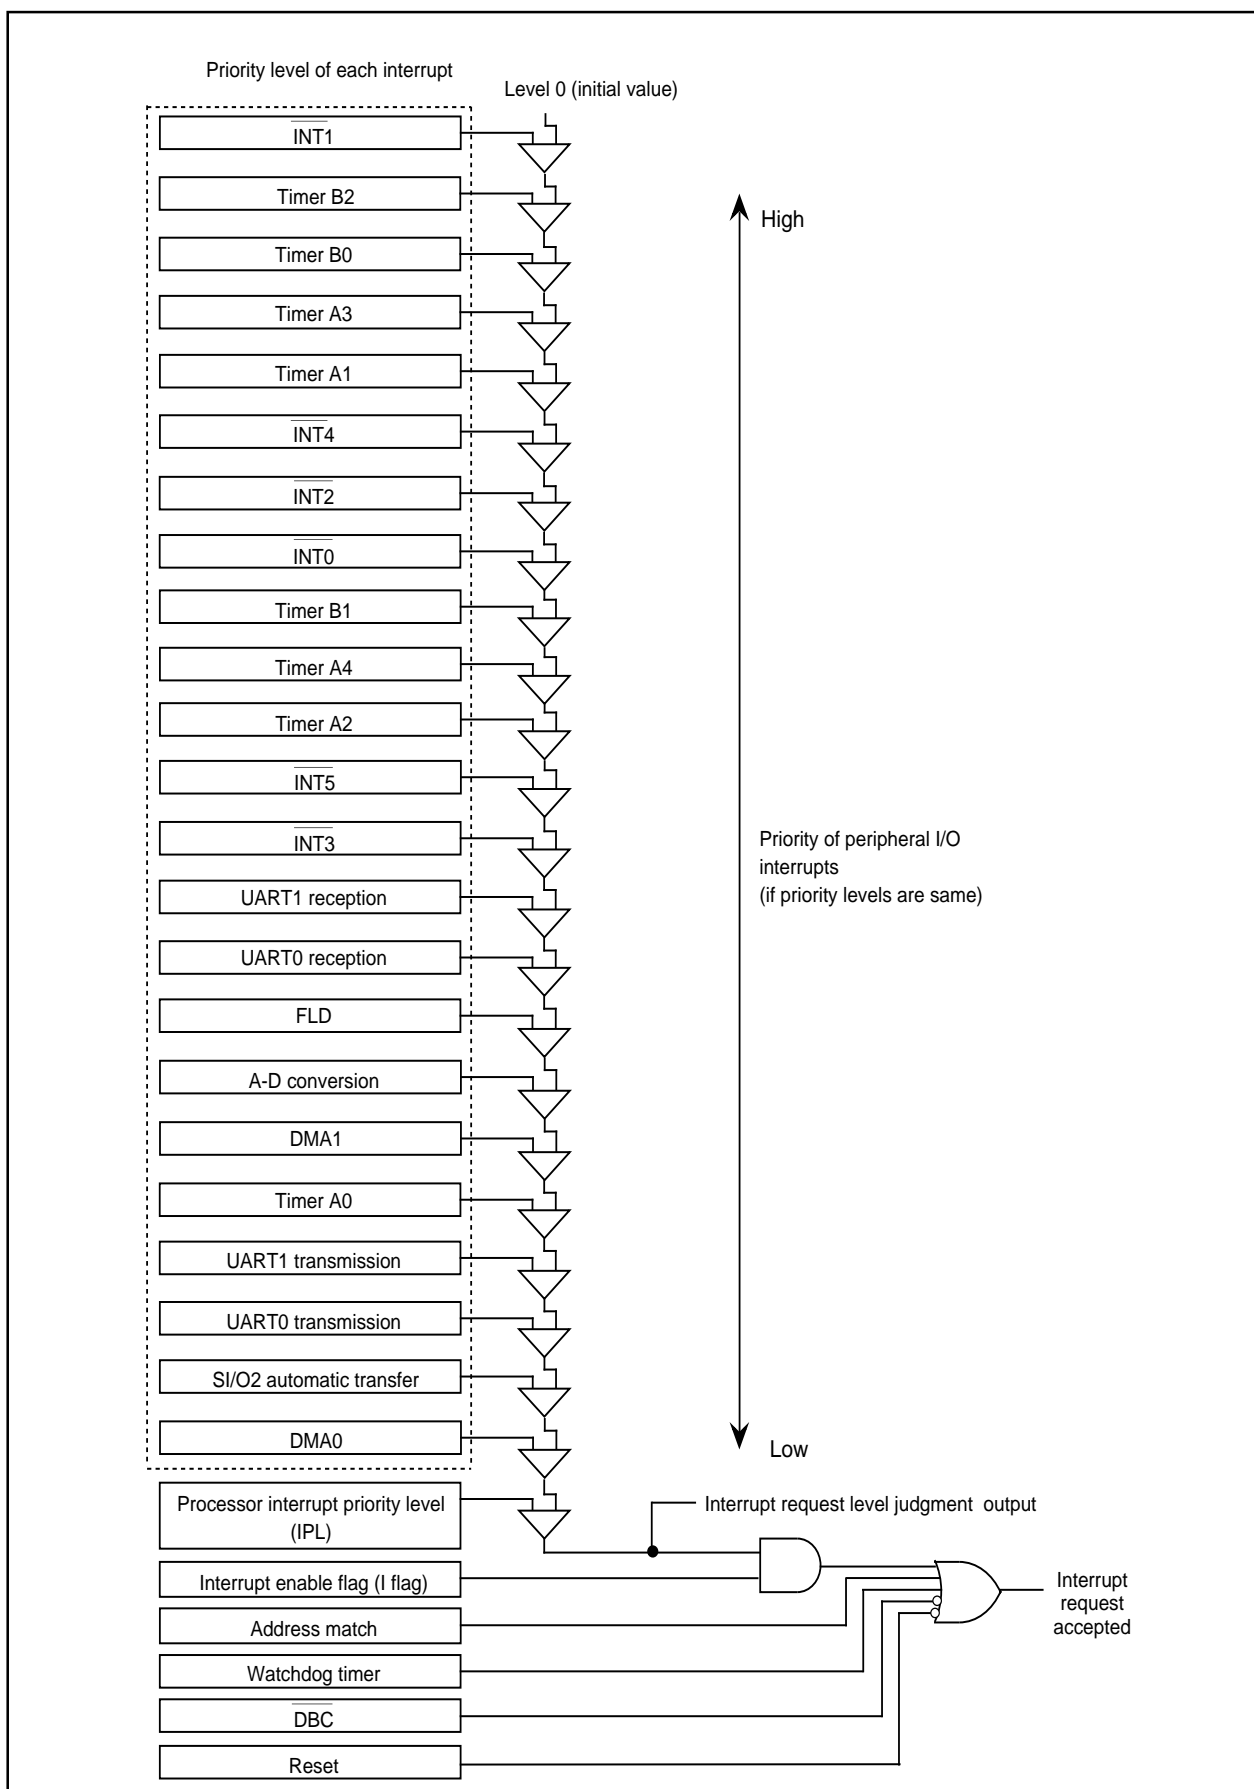 Priority level of each interrupt
Level 0 (initial value)
INT1
Timer B2
High
Timer B0
Timer A3
Timer A1
INT4
INT2
INT0
Timer B1
Timer A4
Timer A2
INT5
INT3
Priority of peripheral I/O
interrupts
(if priority levels are same)
UART1 reception
UART0 reception
FLD
A-D conversion
DMA1
Timer A0
UART1 transmission
UART0 transmission
SI/O2 automatic transfer
DMA0
Low
Processor interrupt priority level
(IPL)
Interrupt request level judgment output
Interrupt enable flag (I flag)
Interrupt
request
accepted
Address match
Watchdog timer
DBC
Reset